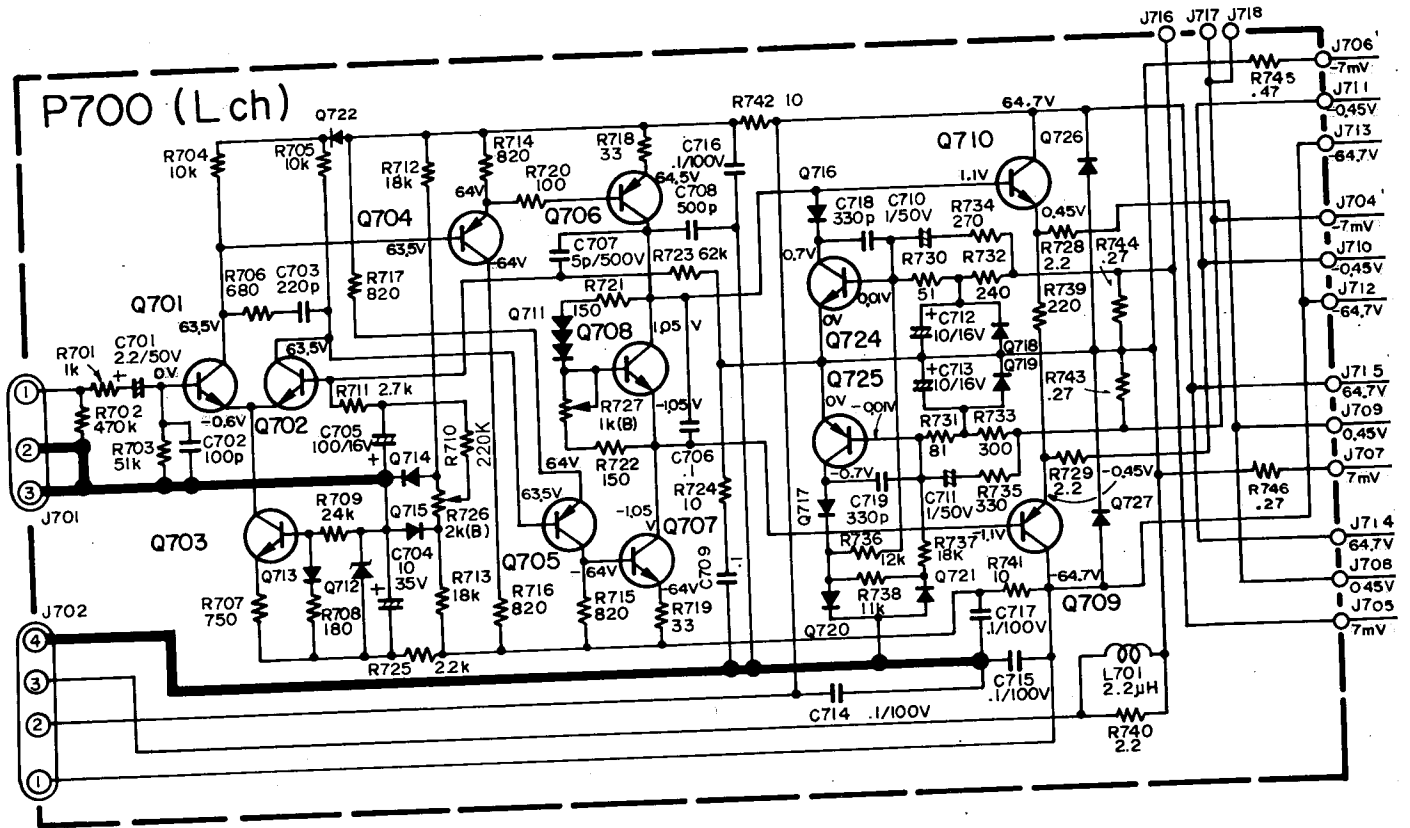 J716
J717
J718
J706
-7mV
R745
.47
J711
-0.45V
J713
-64.7V
P700 (Lch)
Q722
R742 10
64.7V
R704
10k
R705
10k
R712
18k
R714
820
R718
33
C716
.1/100V
Q710
Q726
Q716
1.1V
64V
R720
100
64.5V
C708
500p
C718
330p
C710
1/50V
R734
270
J704
-7mV
Q704
Q706
63.5V
-64V
C707
5p/500V
R723 62k
0.7V
R730
51
R732
240
0.45V
R728
2.2
R744
.27
J710
-0.45V
R706
680
C703
220p
R717
820
R721
150
0.01V
R739
220
J712
-64.7V
Q701
63.5V
Q711
Q708
1.05 V
0V
Q724
C712
10/16V
Q718
Q719
R701
1k
C701
2.2/50V
0.V.
+
63.5V
Q725
0V
+
C713
10/16V
R743
.27
J715
-64.7V
1
R702
470k
R711 2.7k
R727
1k(B)
-1.05V
-0.01V
R731
81
R733
300
J709
0.45V
2
R703
51k
C702
100p
-0.6V
Q702
C705
100/16V
+
R710
220K
R722
150
C706
.1
-0.7V
R729
2.2
-0.45V
R746
.27
J707
7mV
3
J701
Q714
64V
R724
10
Q717
C719
330p
C711
1/50V
R735
330
Q727
Q703
R709
24k
Q715
R726
2k(B)
63.5V
-1.05
V
Q707
-1.1V
J714
64.7V
Q713
Q712
C704
10
35V
+
Q705
-64V
-64V
C709
.1
R736
12k
R737
18k
R741
10
-64.7V
J708
0.45V
J702
R707
750
R708
180
R713
18k
R716
820
R715
820
R719
33
R738
11k
Q721
C717
.1/100V
Q709
J705
7mV
4
R725
2.2k
Q720
3
C715
.1/100V
L701
2.2μH
2
C714 .1/100V
R740
2.2
1